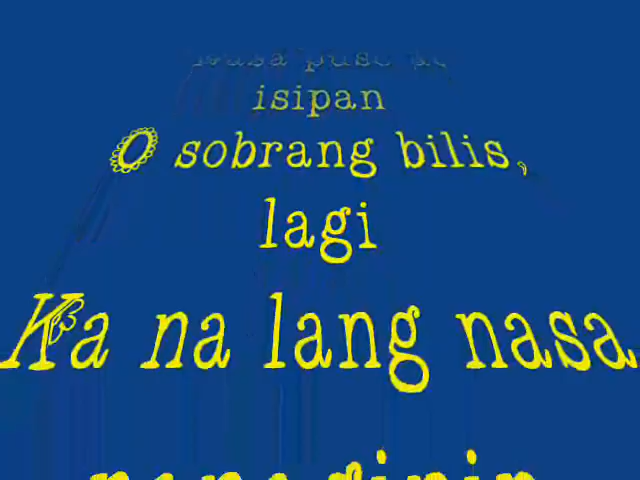 isipan
O sobrang bilis,
lagi
Ka na lang nasa